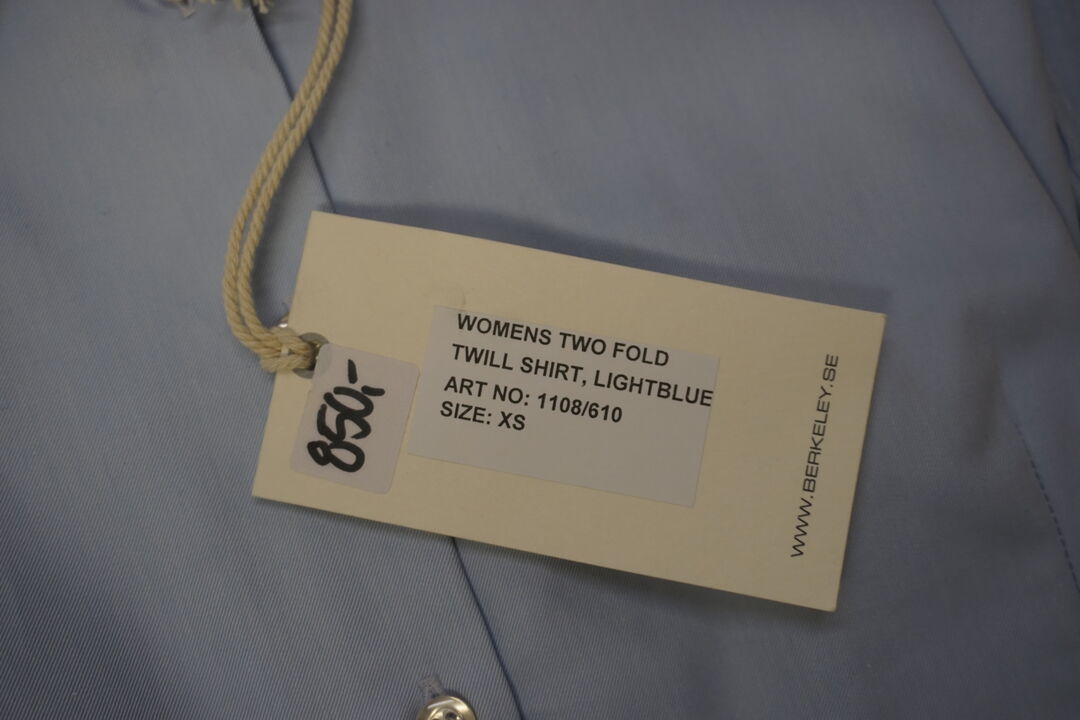 WOMENS TWO FOLD
TWILL SHIRT, LIGHTBLUE
ART NO: 1108/610
SIZE: XS
850,-
WWW.BERKELEY.SE